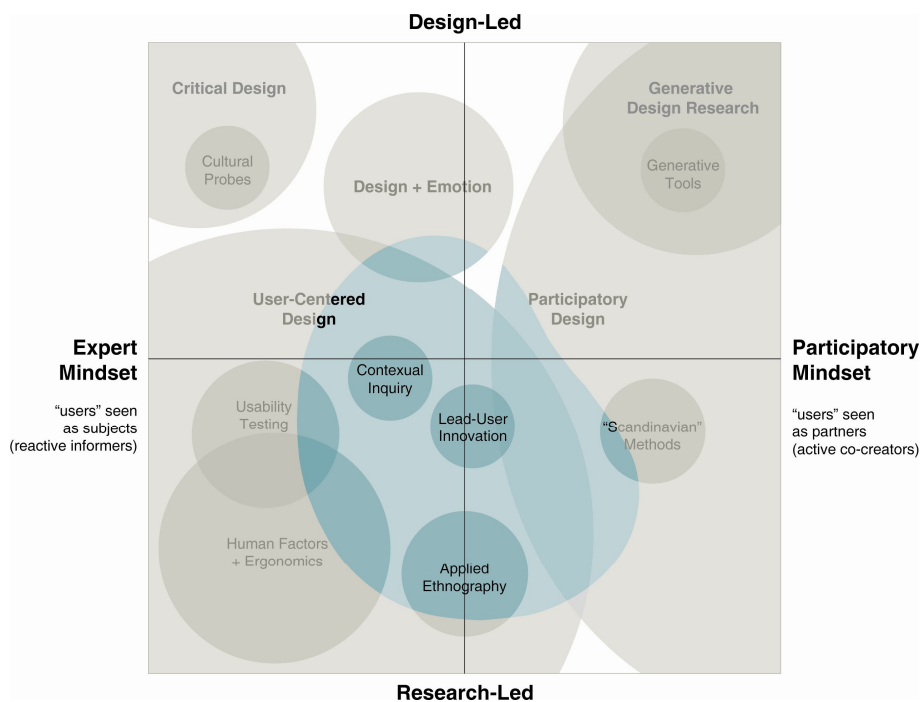 Design-Led
Critical Design
Cultural
Probes
Design + Emotion
Generative
Design Research
Generative
Tools
User-Centered
Design
Participatory
Design
Expert
Mindset
“users” seen
as subjects
(reactive informers)
Participatory
Mindset
“users” seen
as partners
(active co-creators)
Contexual
Inquiry
Usability
Testing
Lead-User
Innovation
“Scandinavian”
Methods
Human Factors
+ Ergonomics
Applied
Ethnography
Research-Led